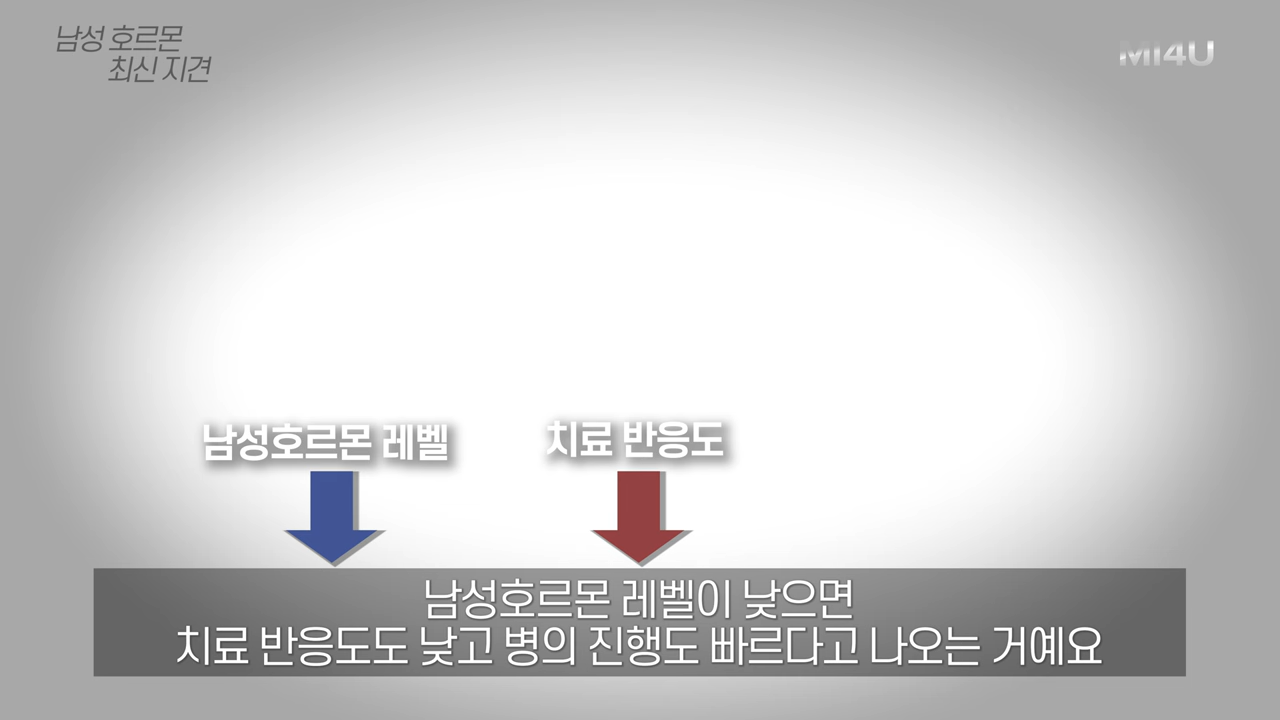 남성 호르몬
최신 지견
MI4U
남성호르몬 레벨
치료 반응도
남성호르몬 레벨이 낮으면
치료 반응도도 낮고 병의 진행도 빠르다고 나오는 거예요